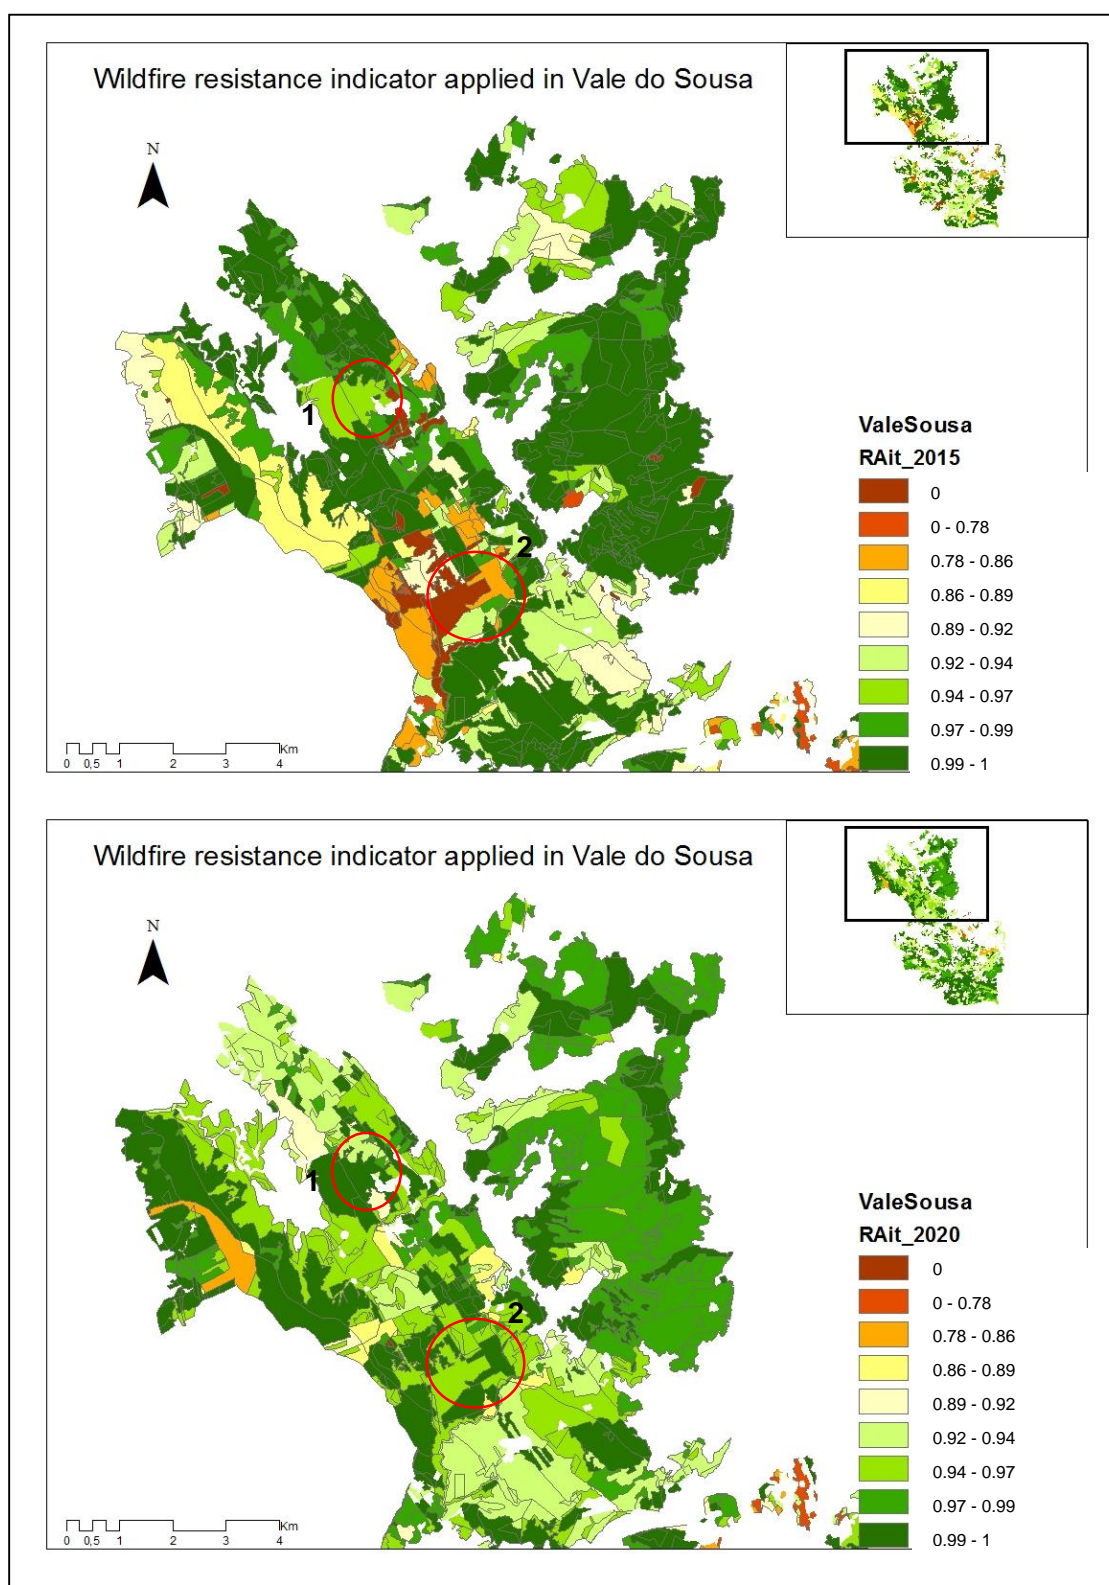 Wildfire resistance indicator applied in Vale do Sousa
N
1
2
ValeSousa
RAit_2015
0
0 - 0.78
0.78 - 0.86
0.86 - 0.89
0.89 - 0.92
0.92 - 0.94
0.94 - 0.97
0.97 - 0.99
0.99 - 1
Km
0 0,5 1 2 3 4
Wildfire resistance indicator applied in Vale do Sousa
N
1
2
ValeSousa
RAit_2020
0
0 - 0.78
0.78 - 0.86
0.86 - 0.89
0.89 - 0.92
0.92 - 0.94
0.94 - 0.97
0.97 - 0.99
0.99 - 1
Km
0 0,5 1 2 3 4